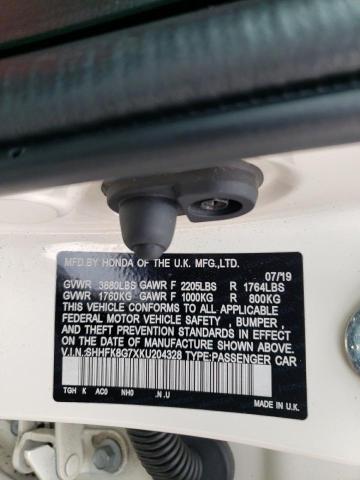 MFD.BY HONDA OF THE U.K. MFG.,LTD. 07/19
GVWR 3880LBS GAWR F 2205LBS R 1764LBS
GVWR 1760KG GAWR F 1000KG R 800KG
THIS VEHICLE CONFORMS TO ALL APPLICABLE
FEDERAL MOTOR VEHICLE SAFETY , BUMPER ,
AND THEFT PREVENTION STANDARDS IN EFFECT
ON THE DATE OF MANUFACTURE SHOWN ABOVE.
V.I.N.:SHHFK8G7XKU204328 TYPE:PASSENGER CAR
TGH K AC0 NH0 .N.U
MADE IN U.K.